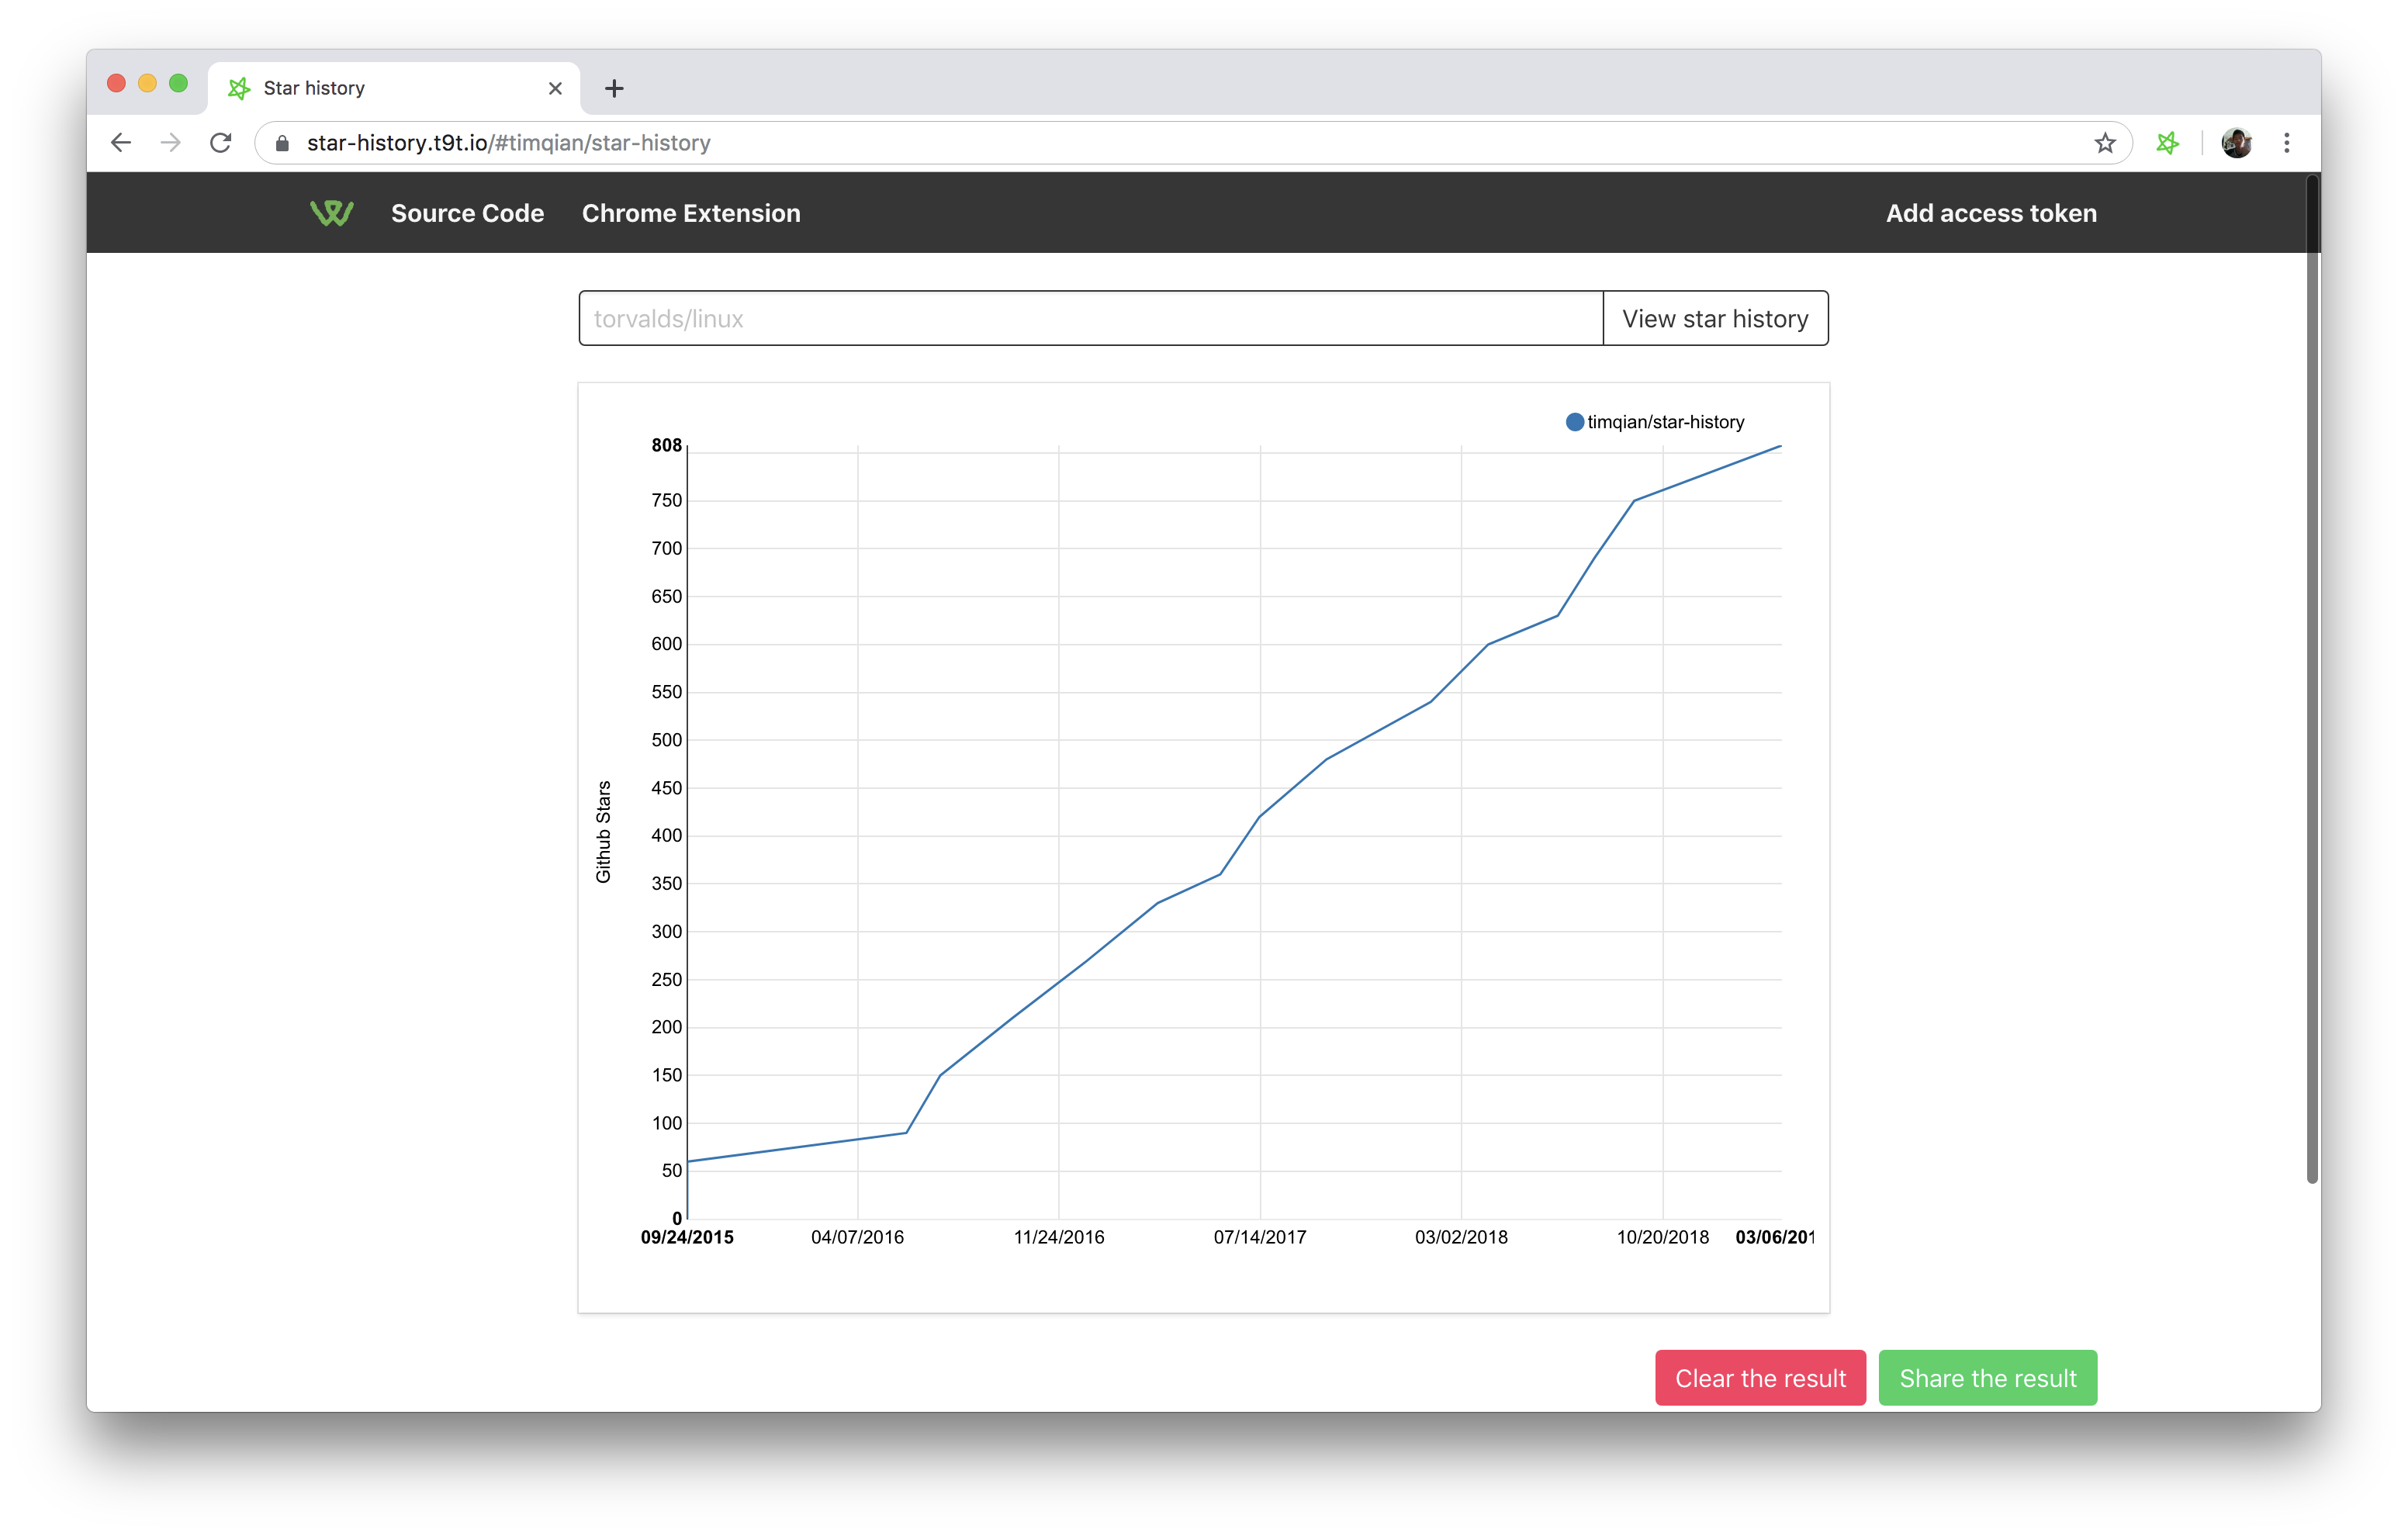 Star history
star-history.t9t.io/#timqian/star-history
Source Code Chrome Extension Add access token
torvalds/linux View star history
timqian/star-history
808
750
700
650
600
550
500
450
400
350
300
250
200
150
100
50
0
Github Stars
09/24/2015 04/07/2016 11/24/2016 07/14/2017 03/02/2018 10/20/2018 03/06/201
Clear the result Share the result